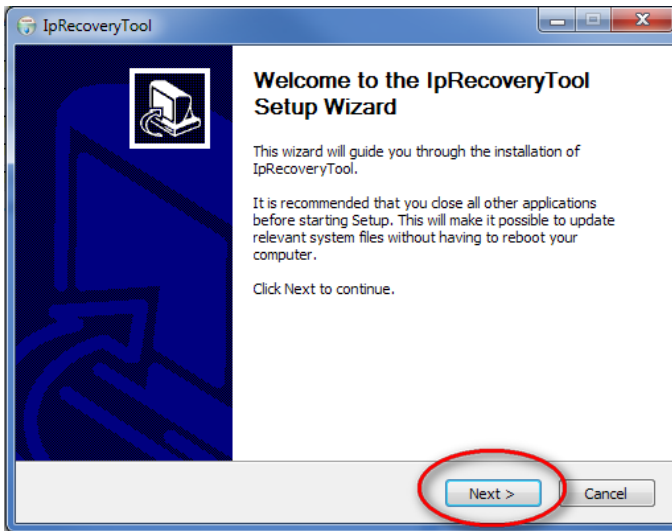 IpRecoveryTool
Welcome to the IpRecoveryTool
Setup Wizard
This wizard will guide you through the installation of
IpRecoveryTool.
It is recommended that you close all other applications
before starting Setup. This will make it possible to update
relevant system files without having to reboot your
computer.
Click Next to continue.
Next >
Cancel